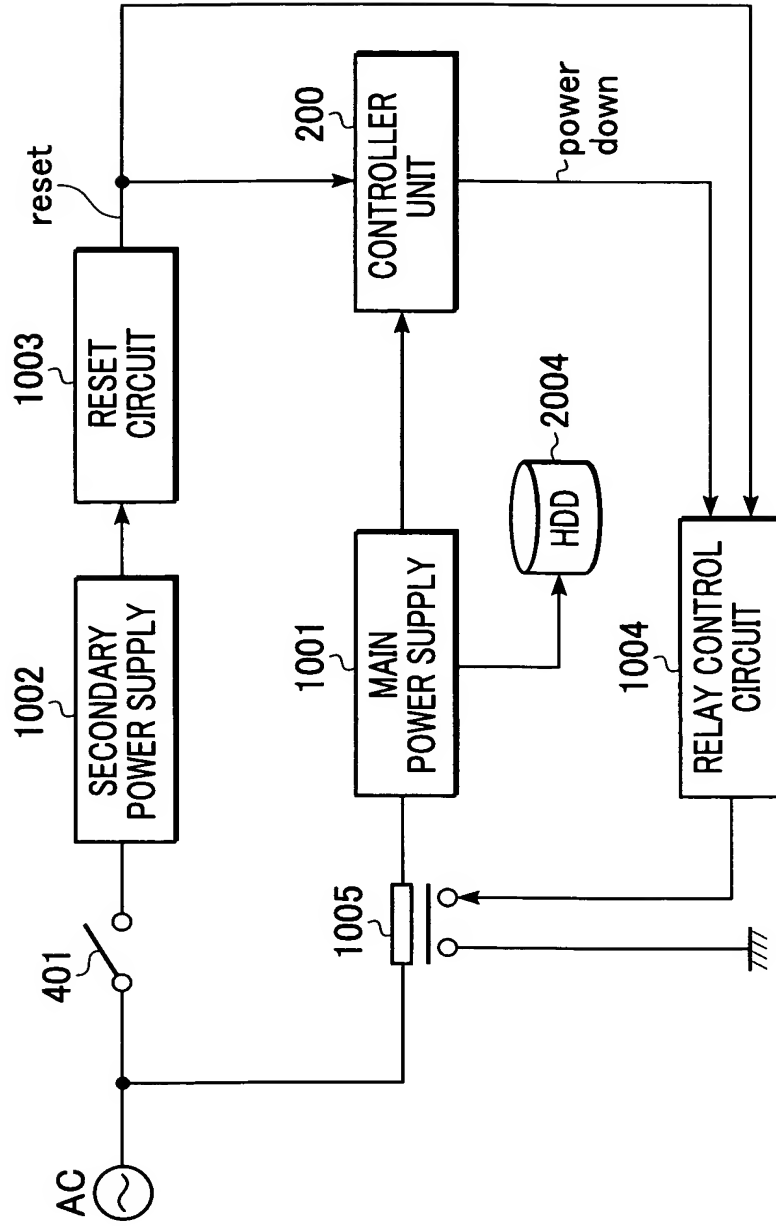 AC
401
1002
SECONDARY
POWER SUPPLY
1003
RESET
CIRCUIT
reset
1005
1001
MAIN
POWER SUPPLY
HDD
2004
200
CONTROLLER
UNIT
power
down
1004
RELAY CONTROL
CIRCUIT